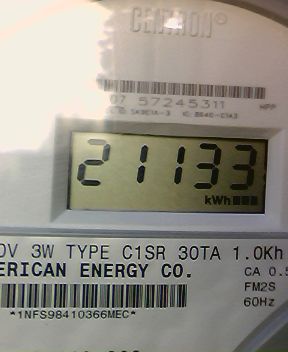 CENTRON®
07 57245311
21133
kWh
0V 3W TYPE C1SR 30TA 1.0Kh
ERICAN ENERGY CO.
CA 0.5
FM2S
60Hz
*1NFS98410366MEC*